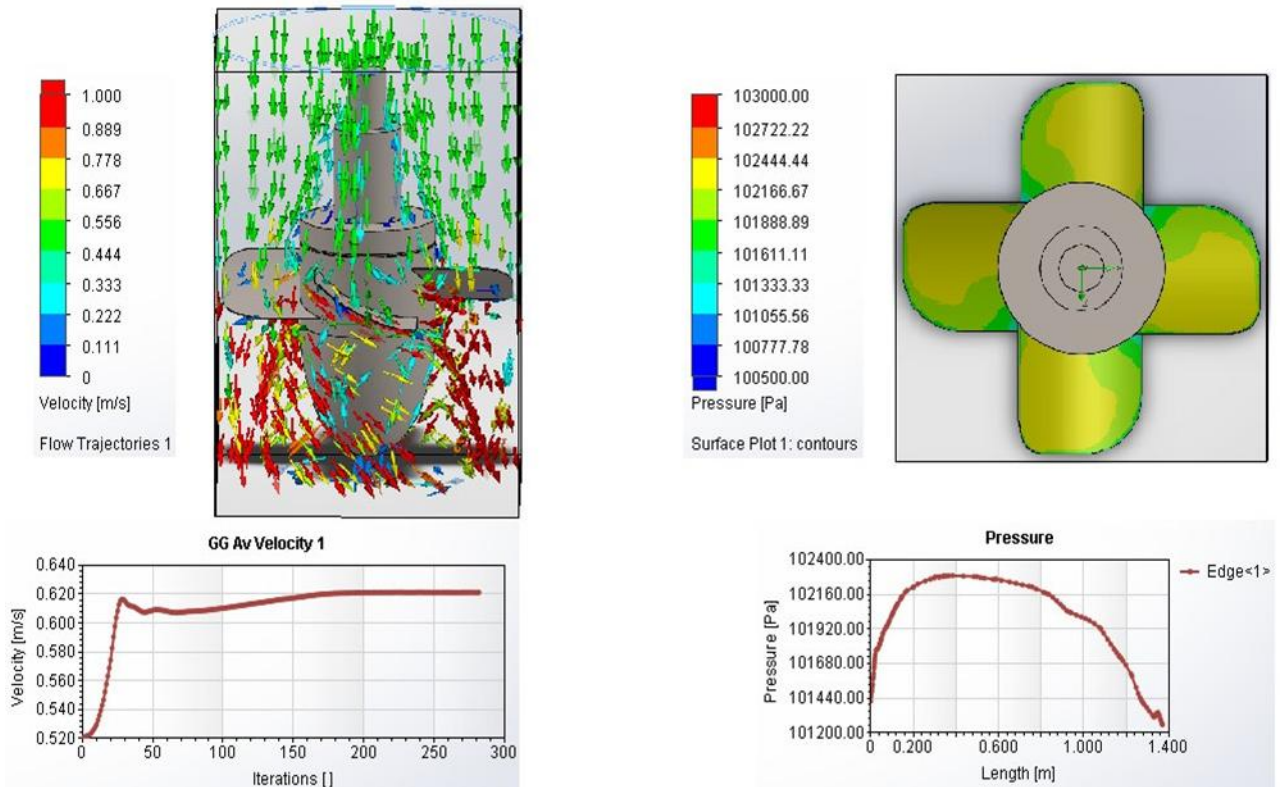 1.000
0.889
0.778
0.667
0.556
0.444
0.333
0.222
0.111
0
Velocity [m/s]
Flow Trajectories 1
103000.00
102722.22
102444.44
102166.67
101888.89
101611.11
101333.33
101055.56
100777.78
100500.00
Pressure [Pa]
Surface Plot 1: contours
GG Av Velocity 1
0.640
0.620
0.600
0.580
0.560
0.540
0.520
Velocity [m/s]
0 50 100 150 200 250 300
Iterations [ ]
Pressure
102400.00
102160.00
101920.00
101680.00
101440.00
101200.00
Pressure [Pa]
0 0.200 0.600 1.000 1.400
Length [m]
Edge<1>